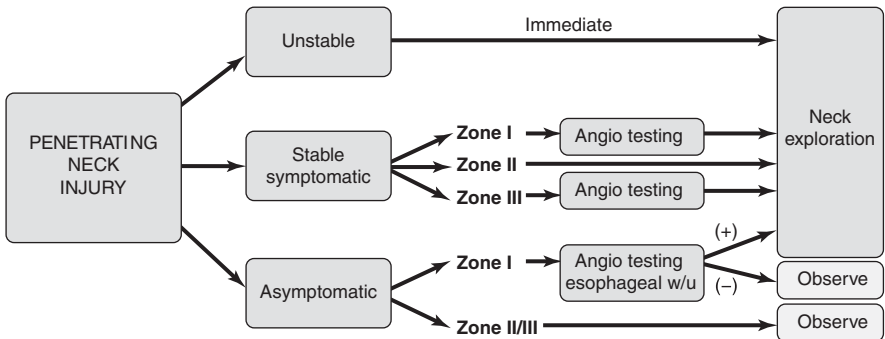 PENETRATING
NECK
INJURY
Unstable
Immediate
Neck
exploration
Stable
symptomatic
Zone I
Angio testing
Zone II
Zone III
Angio testing
Asymptomatic
Zone I
Angio testing
esophageal w/u
(+)
(−)
Observe
Zone II/III
Observe